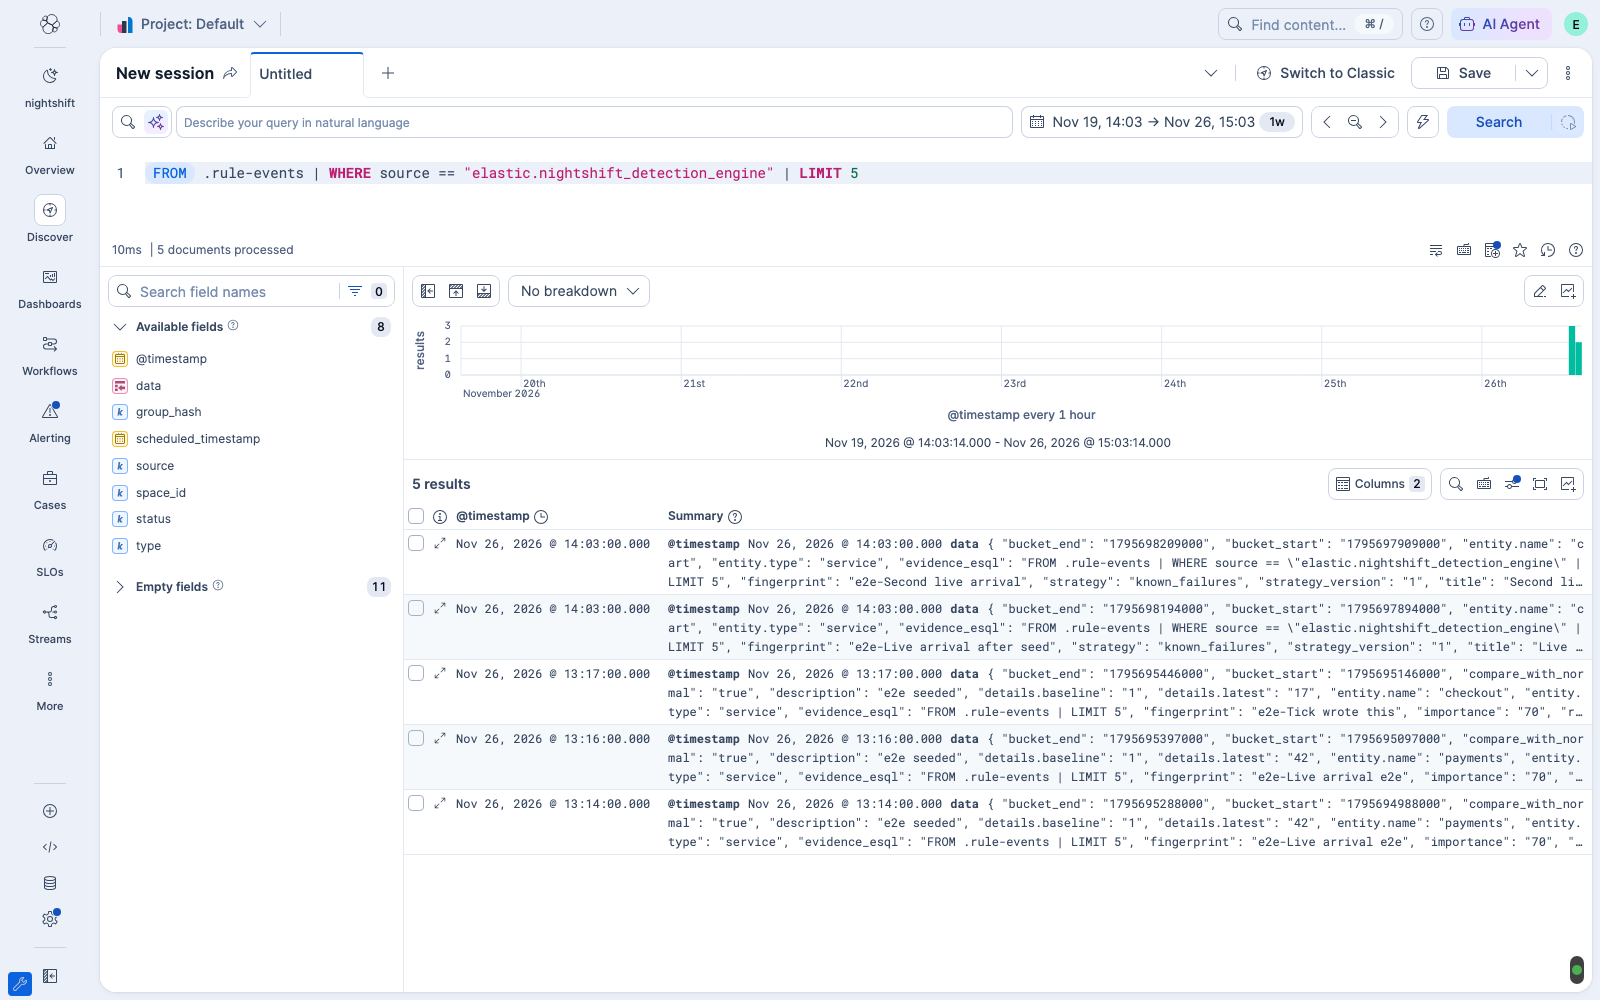 Project: Default
Find content... ⌘ /
AI Agent
E
nightshift
Overview
Discover
Dashboards
Workflows
Alerting
Cases
SLOs
Streams
More
New session
Untitled
Switch to Classic
Save
Describe your query in natural language
Nov 19, 14:03 → Nov 26, 15:03 1w
Search
1 FROM .rule-events | WHERE source == "elastic.nightshift_detection_engine" | LIMIT 5
10ms | 5 documents processed
Search field names 0
Available fields 8
@timestamp
data
group_hash
scheduled_timestamp
source
space_id
status
type
Empty fields 11
No breakdown
results
3
2
1
0
20th 21st 22nd 23rd 24th 25th 26th
November 2026
@timestamp every 1 hour
Nov 19, 2026 @ 14:03:14.000 - Nov 26, 2026 @ 15:03:14.000
5 results
Columns 2
@timestamp Summary
Nov 26, 2026 @ 14:03:00.000 @timestamp Nov 26, 2026 @ 14:03:00.000 data { "bucket_end": "1795698209000", "bucket_start": "1795697909000", "entity.name": "c
art", "entity.type": "service", "evidence_esql": "FROM .rule-events | WHERE source == \"elastic.nightshift_detection_engine\" |
LIMIT 5", "fingerprint": "e2e-Second live arrival", "strategy": "known_failures", "strategy_version": "1", "title": "Second li…
Nov 26, 2026 @ 14:03:00.000 @timestamp Nov 26, 2026 @ 14:03:00.000 data { "bucket_end": "1795698194000", "bucket_start": "1795697894000", "entity.name": "c
art", "entity.type": "service", "evidence_esql": "FROM .rule-events | WHERE source == \"elastic.nightshift_detection_engine\" |
LIMIT 5", "fingerprint": "e2e-Live arrival after seed", "strategy": "known_failures", "strategy_version": "1", "title": "Live …
Nov 26, 2026 @ 13:17:00.000 @timestamp Nov 26, 2026 @ 13:17:00.000 data { "bucket_end": "1795695446000", "bucket_start": "1795695146000", "compare_with_nor
mal": "true", "description": "e2e seeded", "details.baseline": "1", "details.latest": "17", "entity.name": "checkout", "entity.
type": "service", "evidence_esql": "FROM .rule-events | LIMIT 5", "fingerprint": "e2e-Tick wrote this", "importance": "70", "r…
Nov 26, 2026 @ 13:16:00.000 @timestamp Nov 26, 2026 @ 13:16:00.000 data { "bucket_end": "1795695397000", "bucket_start": "1795695097000", "compare_with_nor
mal": "true", "description": "e2e seeded", "details.baseline": "1", "details.latest": "42", "entity.name": "payments", "entity.
type": "service", "evidence_esql": "FROM .rule-events | LIMIT 5", "fingerprint": "e2e-Live arrival e2e", "importance": "70", "…
Nov 26, 2026 @ 13:14:00.000 @timestamp Nov 26, 2026 @ 13:14:00.000 data { "bucket_end": "1795695288000", "bucket_start": "1795694988000", "compare_with_nor
mal": "true", "description": "e2e seeded", "details.baseline": "1", "details.latest": "42", "entity.name": "payments", "entity.
type": "service", "evidence_esql": "FROM .rule-events | LIMIT 5", "fingerprint": "e2e-Live arrival e2e", "importance": "70", "…